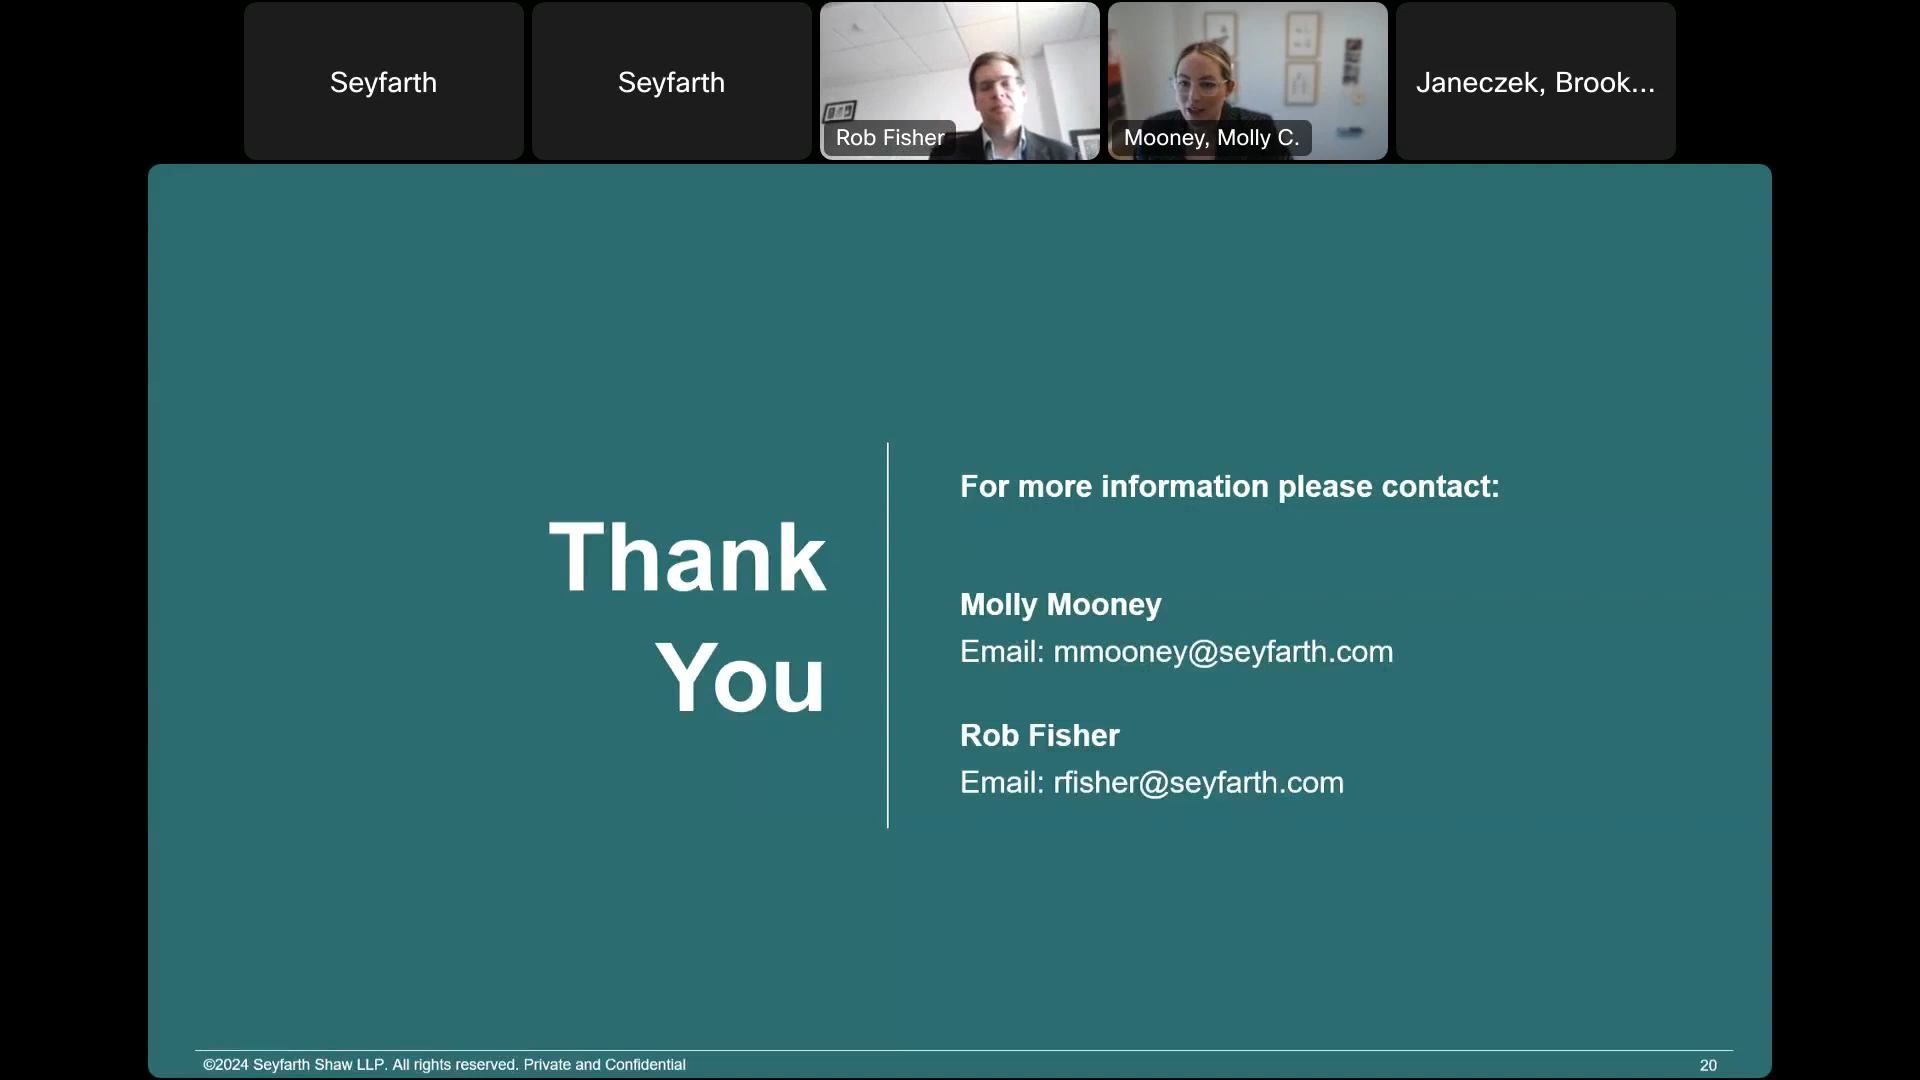 Seyfarth
Seyfarth
Rob Fisher
Mooney, Molly C.
Janeczek, Brook...
Thank
You
For more information please contact:
Molly Mooney
Email: mmooney@seyfarth.com
Rob Fisher
Email: rfisher@seyfarth.com
©2024 Seyfarth Shaw LLP. All rights reserved. Private and Confidential
20